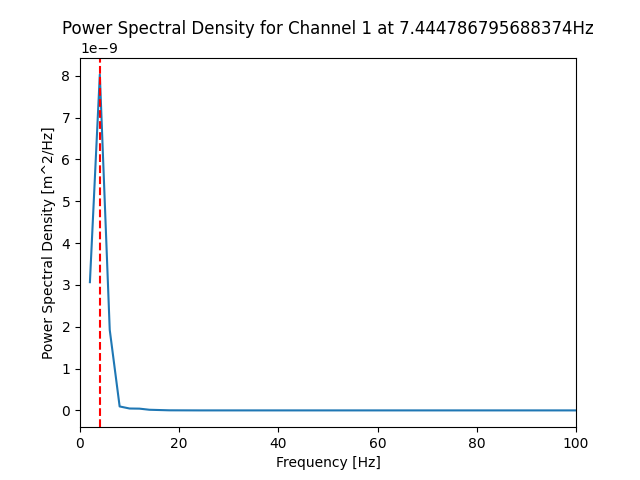 Power Spectral Density for Channel 1 at 7.444786795688374Hz
1e−9
8
7
6
5
4
3
2
1
0
Power Spectral Density [m^2/Hz]
0 20 40 60 80 100
Frequency [Hz]